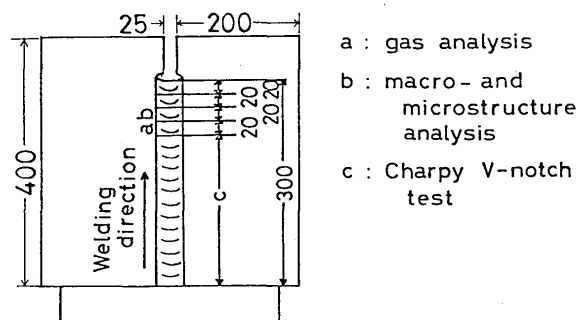 25
200
400
Welding
direction
ab
20
20
20
20
c
300
a : gas analysis
b : macro- and
microstructure
analysis
c : Charpy V-notch
test